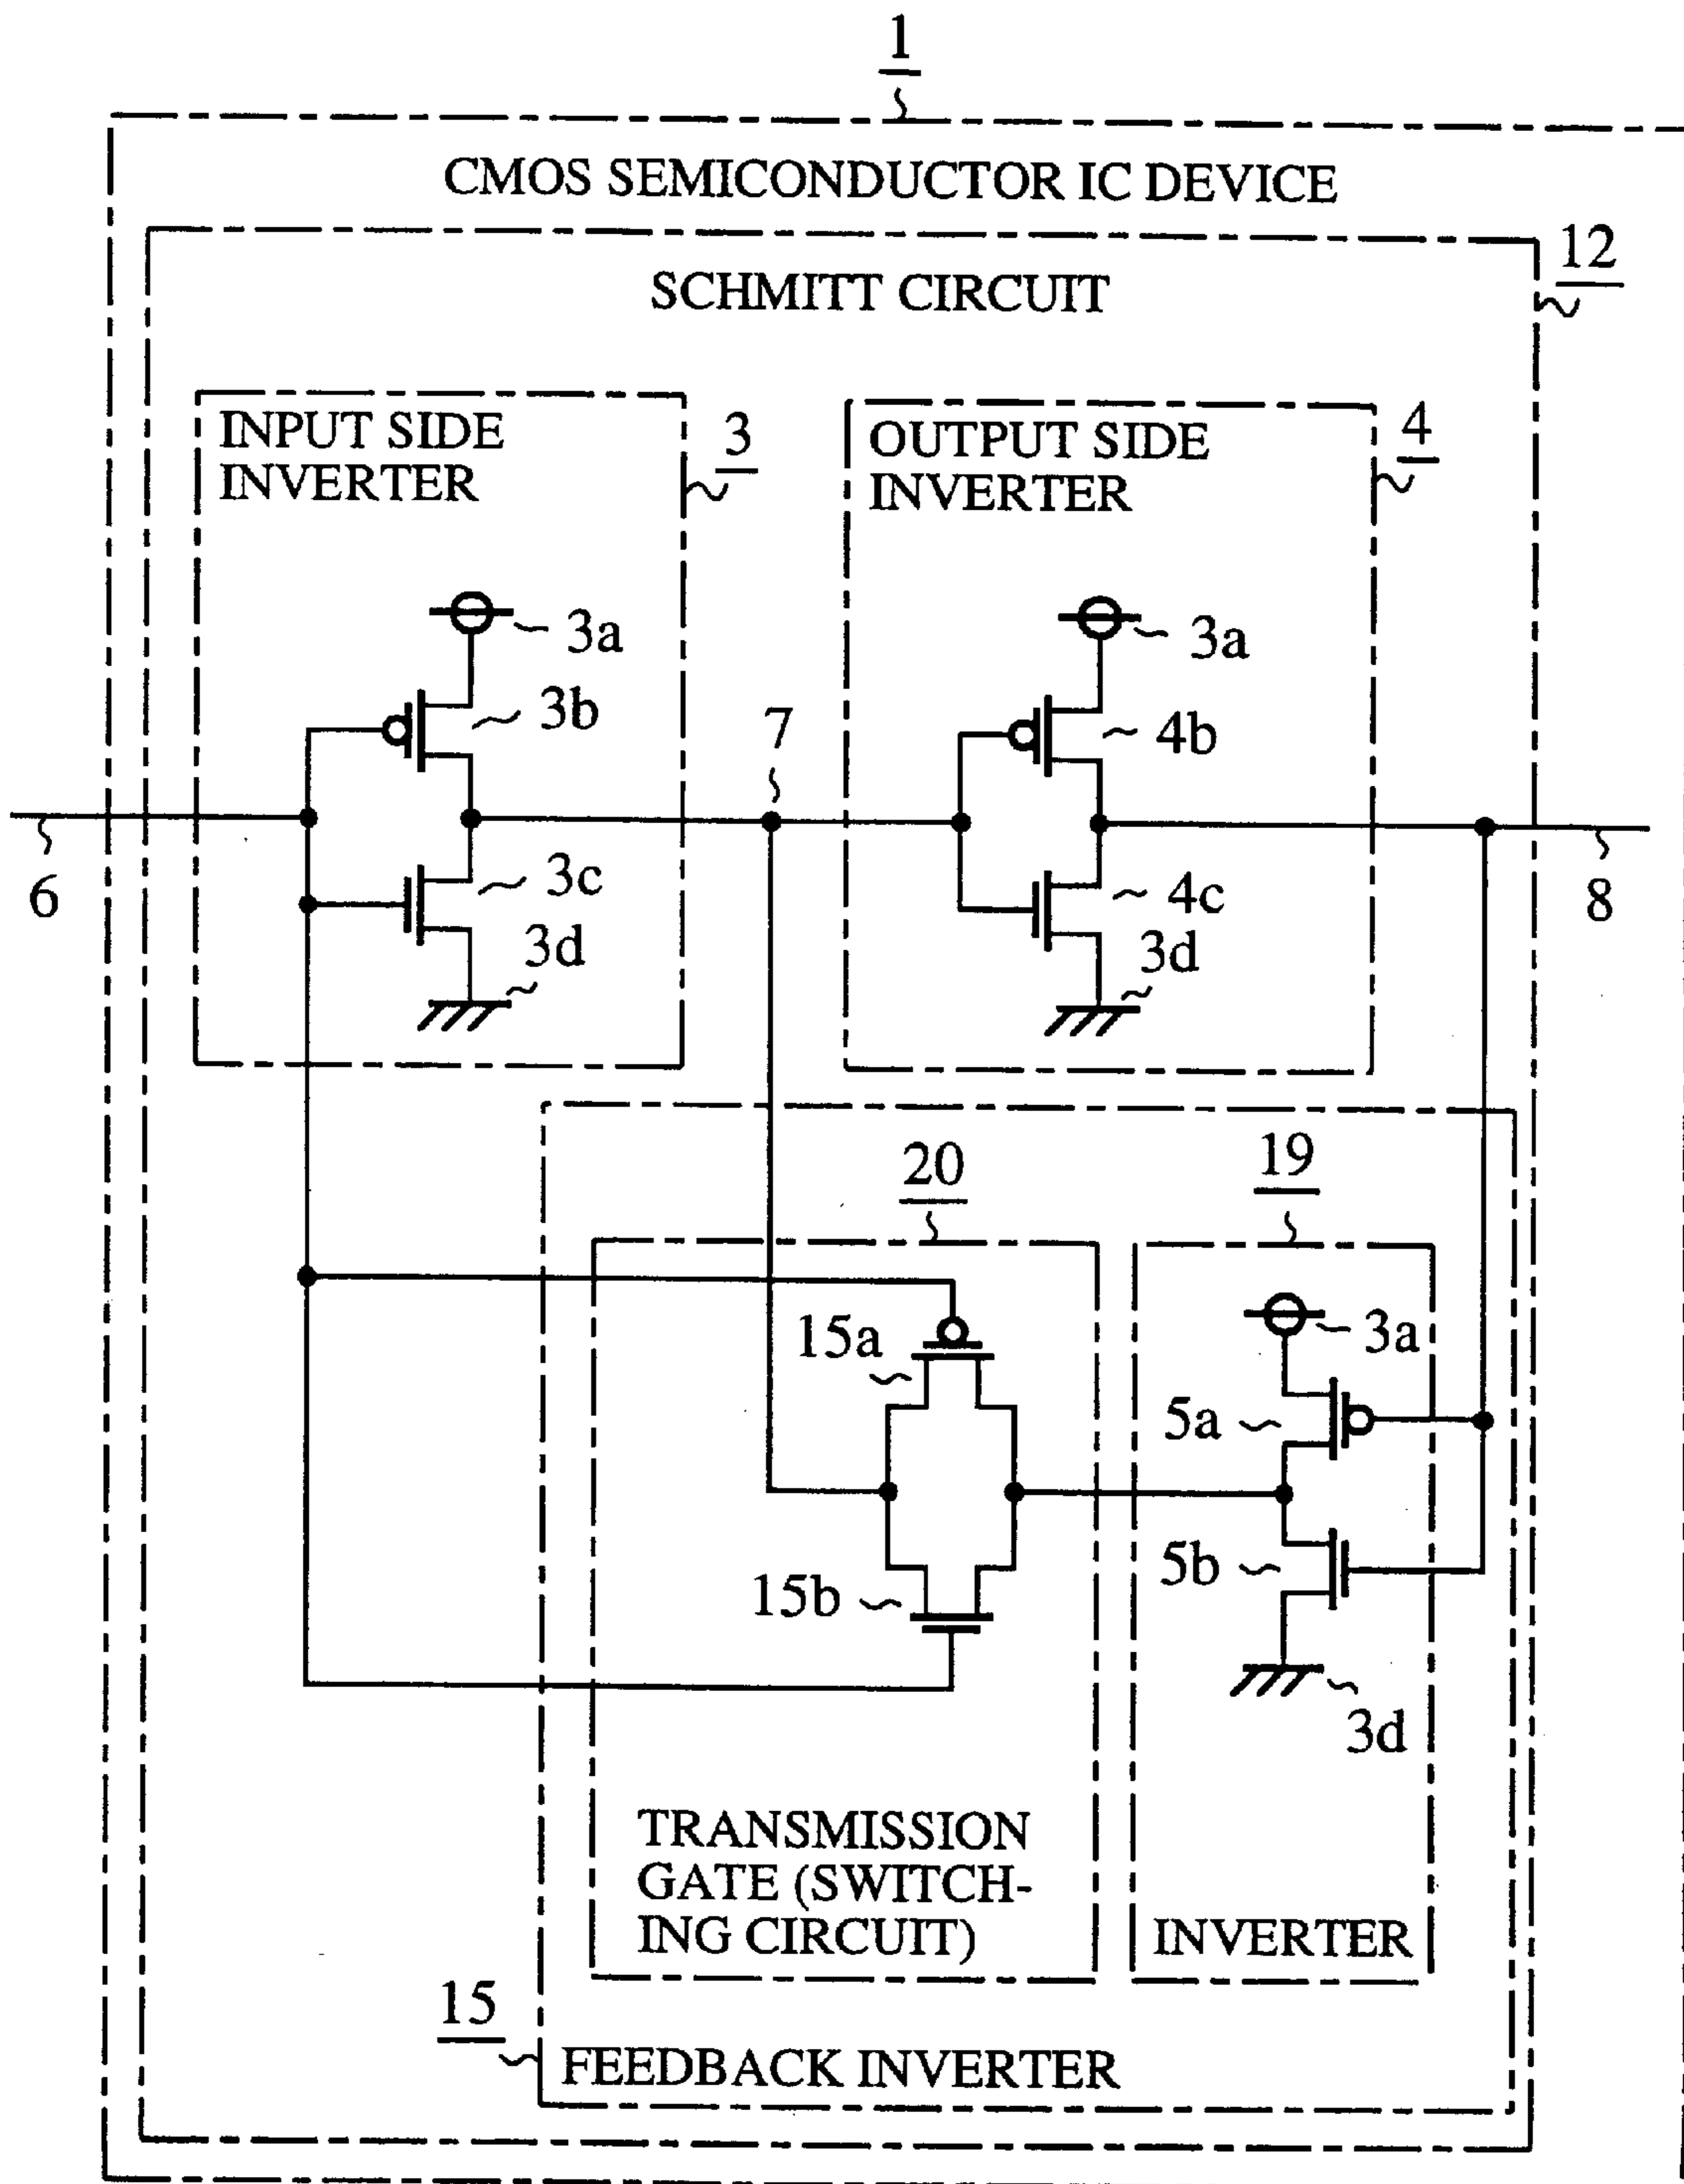 1
CMOS SEMICONDUCTOR IC DEVICE
12
SCHMITT CIRCUIT
INPUT SIDE
INVERTER
3
OUTPUT SIDE
INVERTER
4
3a
3a
3b
7
4b
6
3c
4c
8
3d
3d
20
19
15a
3a
5a
15b
5b
3d
TRANSMISSION
GATE (SWITCH-
ING CIRCUIT)
INVERTER
15
FEEDBACK INVERTER